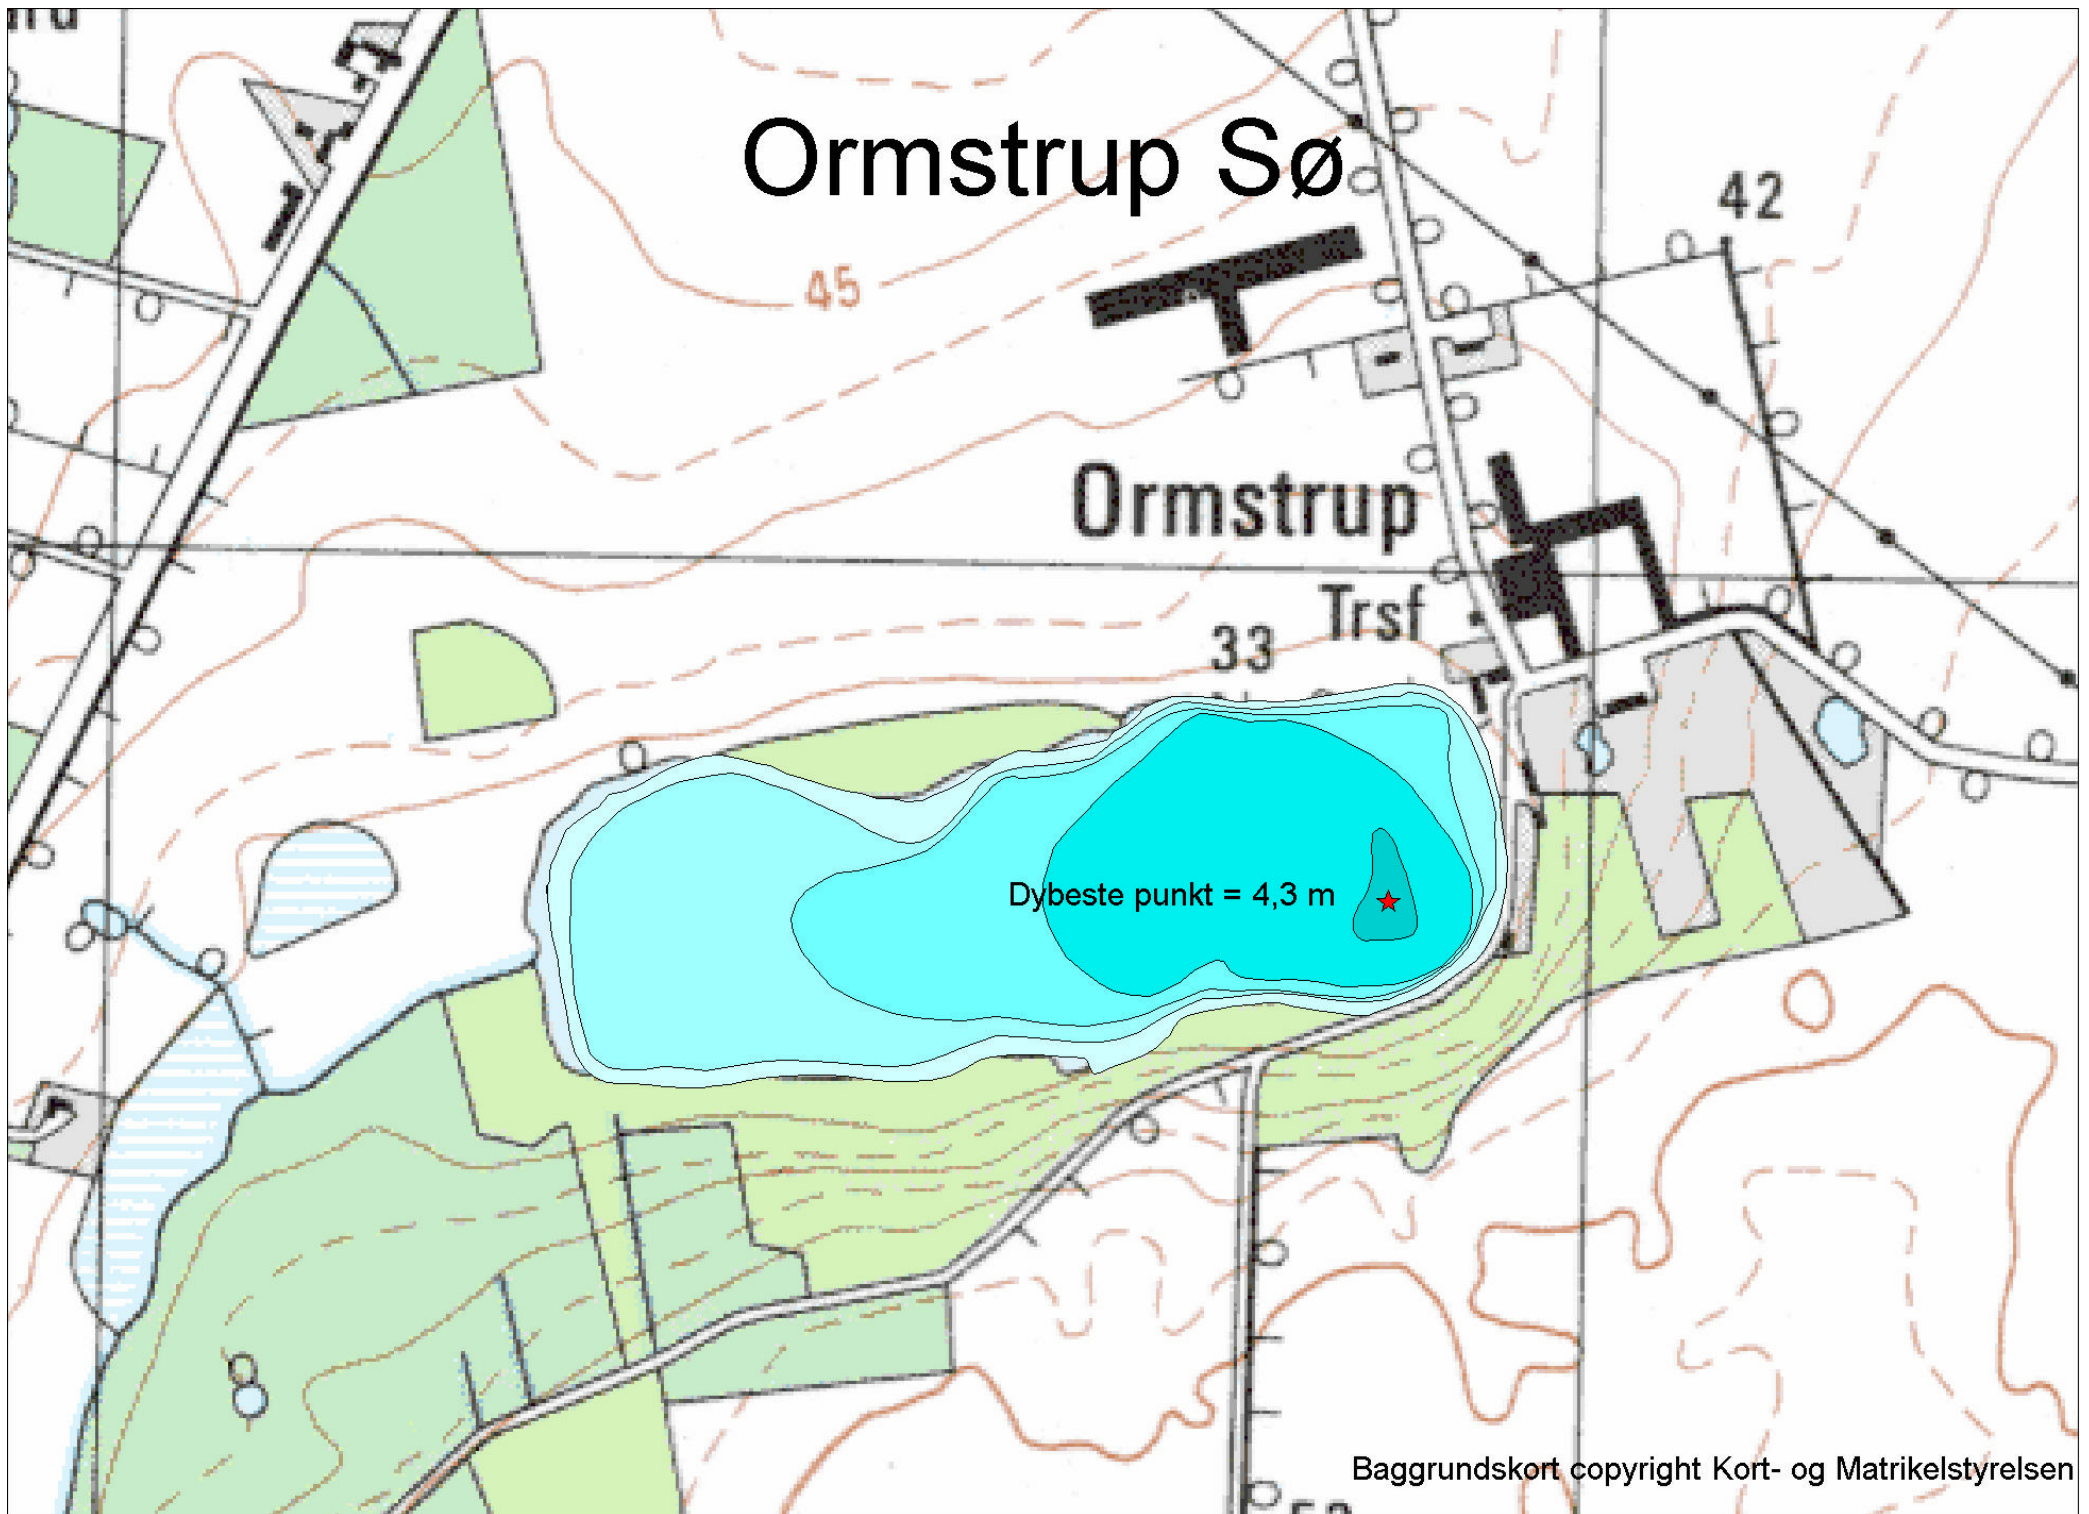 Ormstrup Sø
42
45
Ormstrup
Trsf
33
Dybeste punkt = 4,3 m
Baggrundskort copyright Kort- og Matrikelstyrelsen